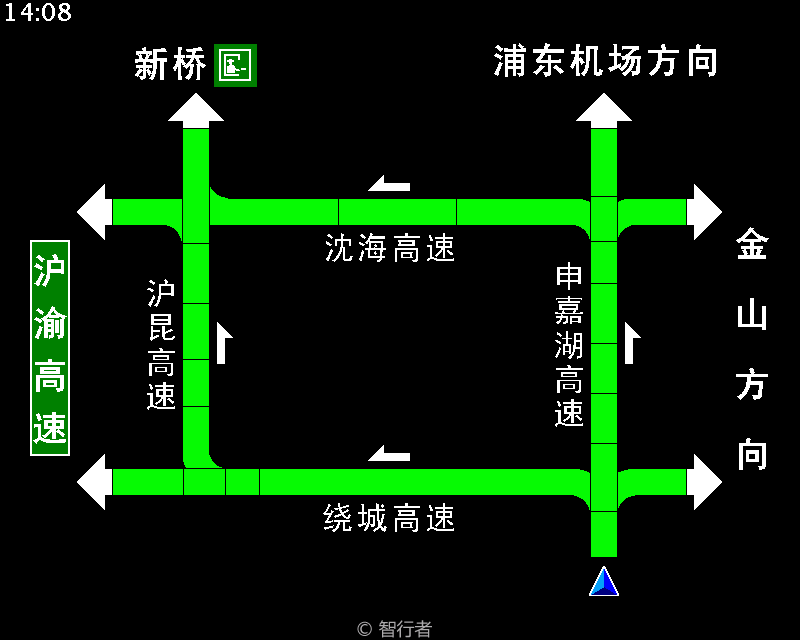 14:08
新桥
浦东机场方向
沈海高速
沪渝高速
沪昆高速
申嘉湖高速
金山方向
绕城高速
© 智行者